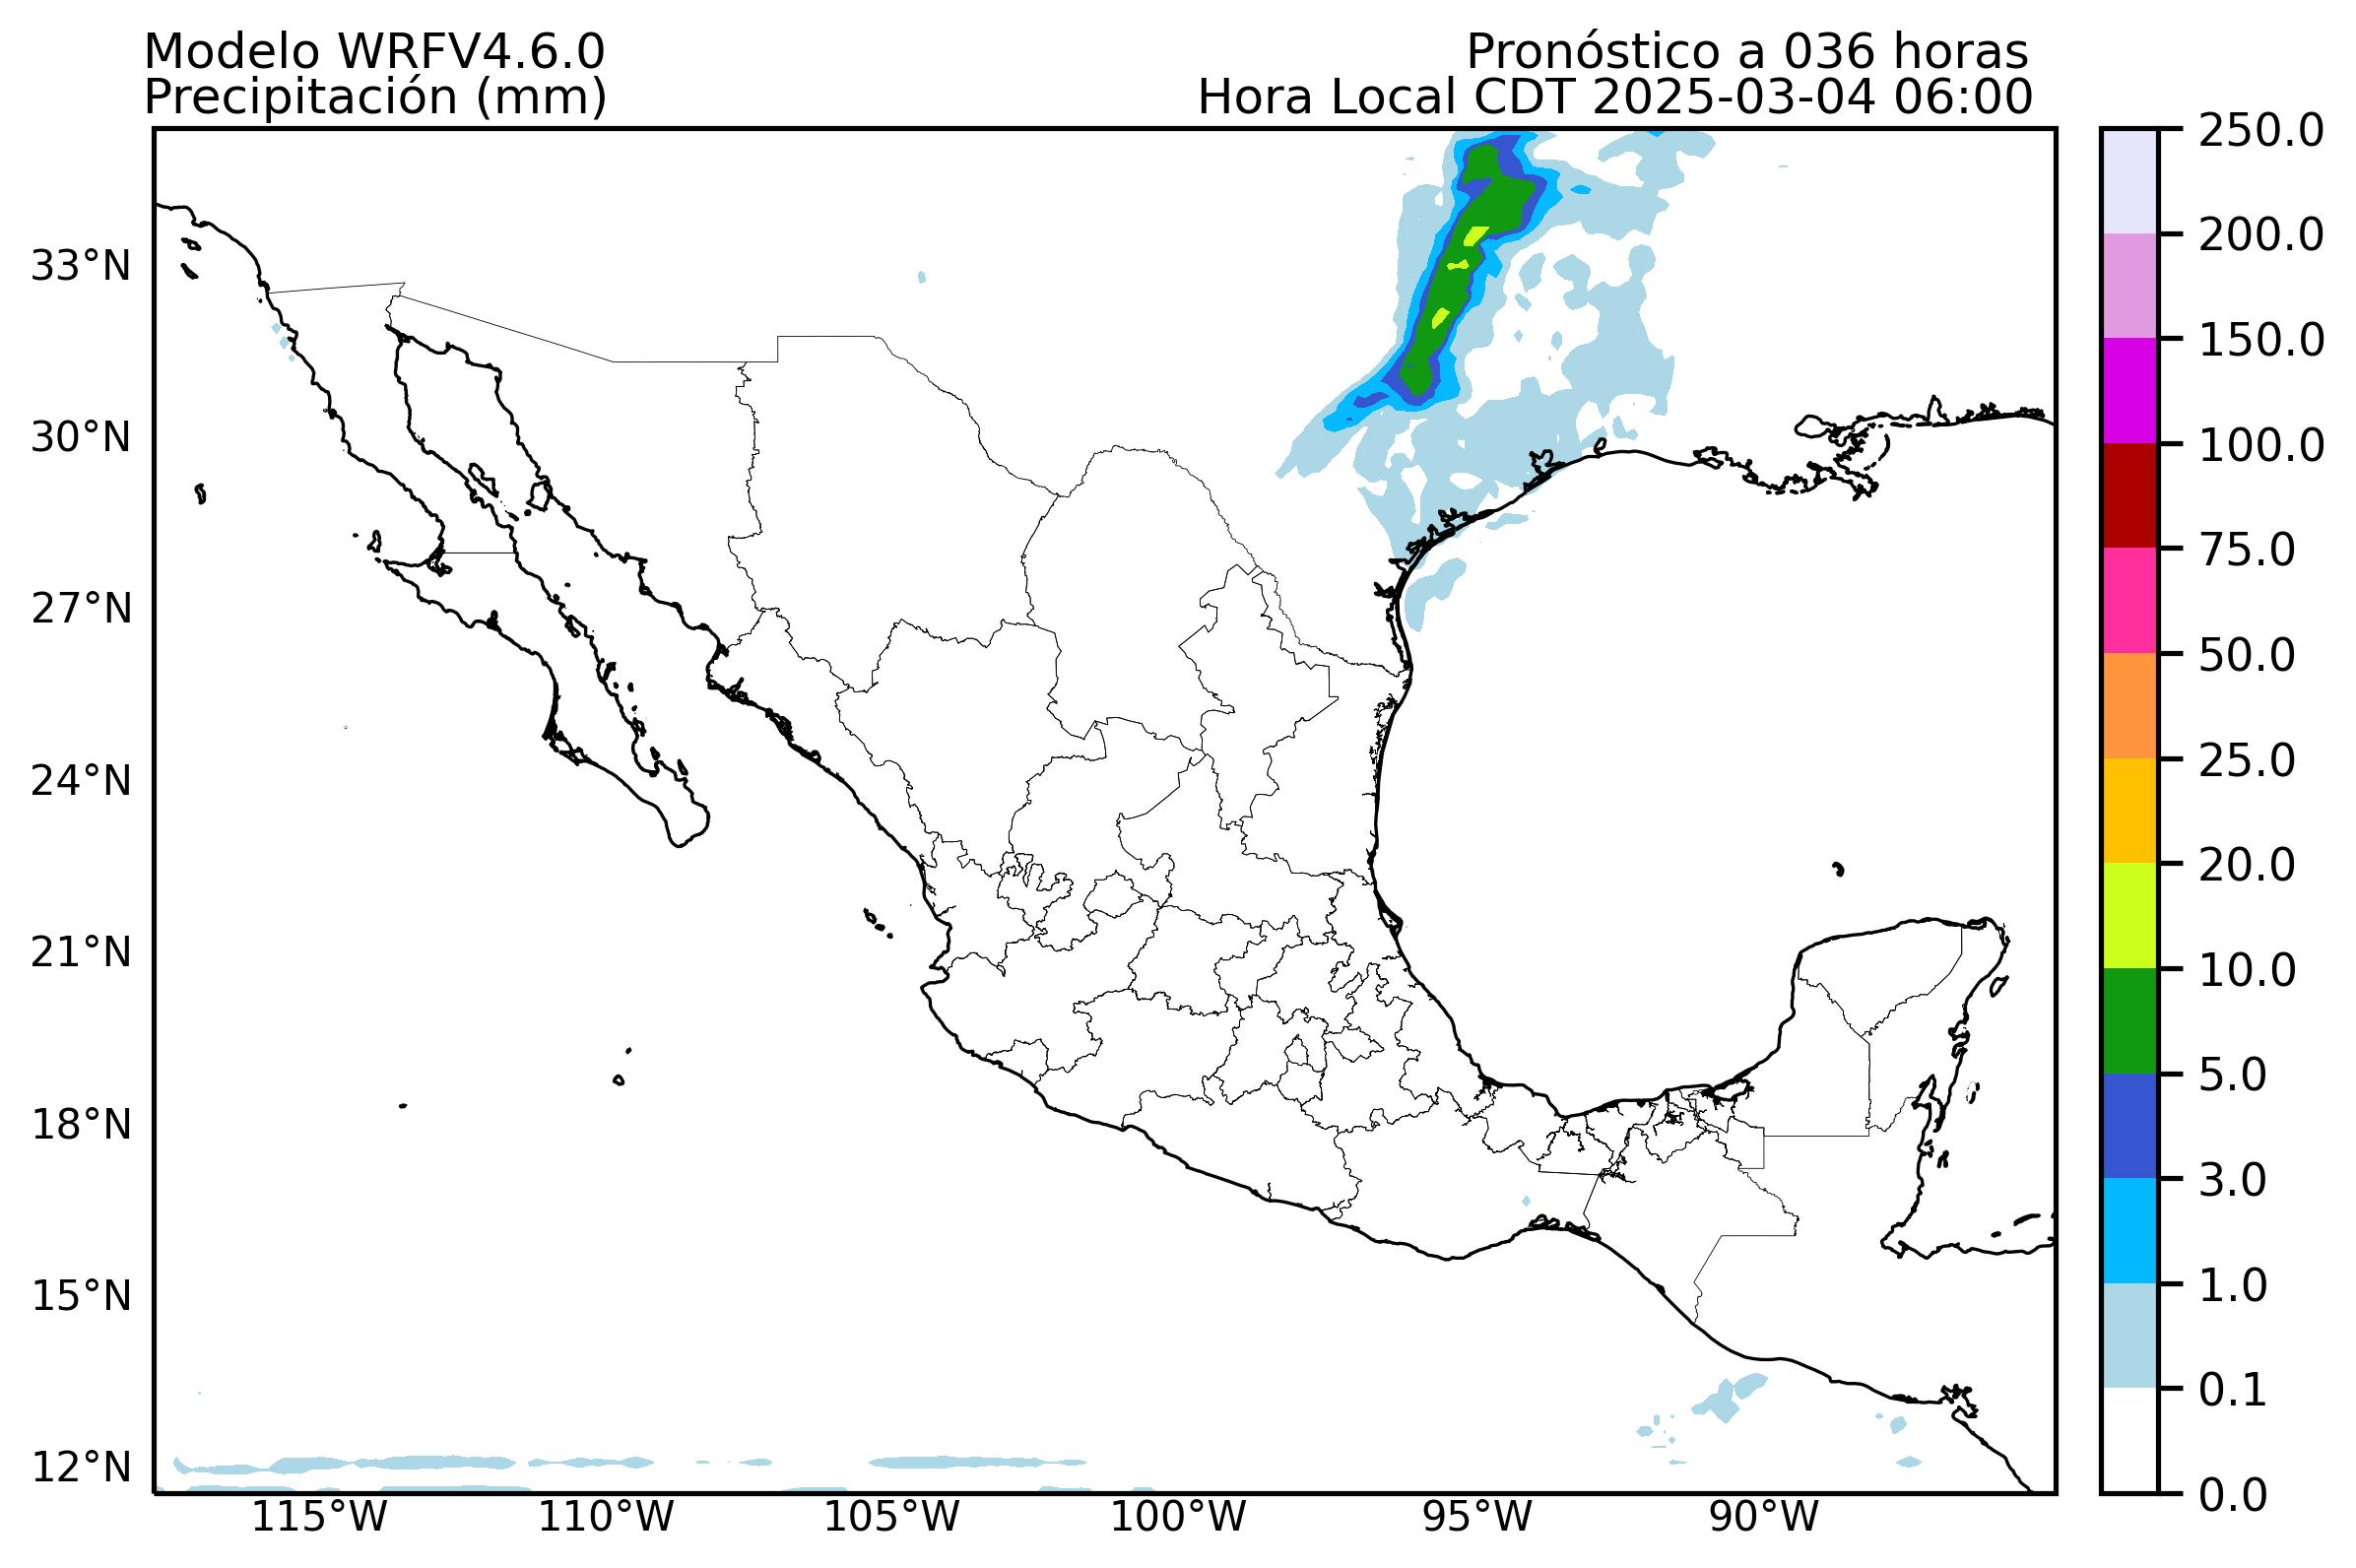 Modelo WRFV4.6.0
Precipitación (mm)
Pronóstico a 036 horas
Hora Local CDT 2025-03-04 06:00
33°N
30°N
27°N
24°N
21°N
18°N
15°N
12°N
115°W
110°W
105°W
100°W
95°W
90°W
250.0
200.0
150.0
100.0
75.0
50.0
25.0
20.0
10.0
5.0
3.0
1.0
0.1
0.0